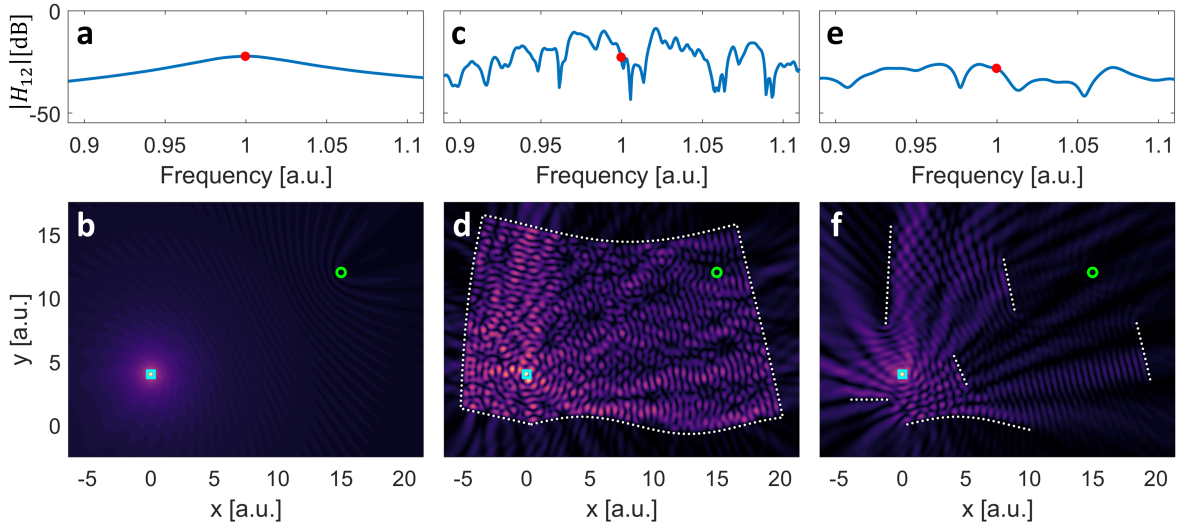 a
c
e
|H12| [dB]
0
-50
0.9 0.95 1 1.05 1.1
0.9 0.95 1 1.05 1.1
0.9 0.95 1 1.05 1.1
Frequency [a.u.]
Frequency [a.u.]
Frequency [a.u.]
b
d
f
y [a.u.]
15
10
5
0
-5 0 5 10 15 20
-5 0 5 10 15 20
-5 0 5 10 15 20
x [a.u.]
x [a.u.]
x [a.u.]